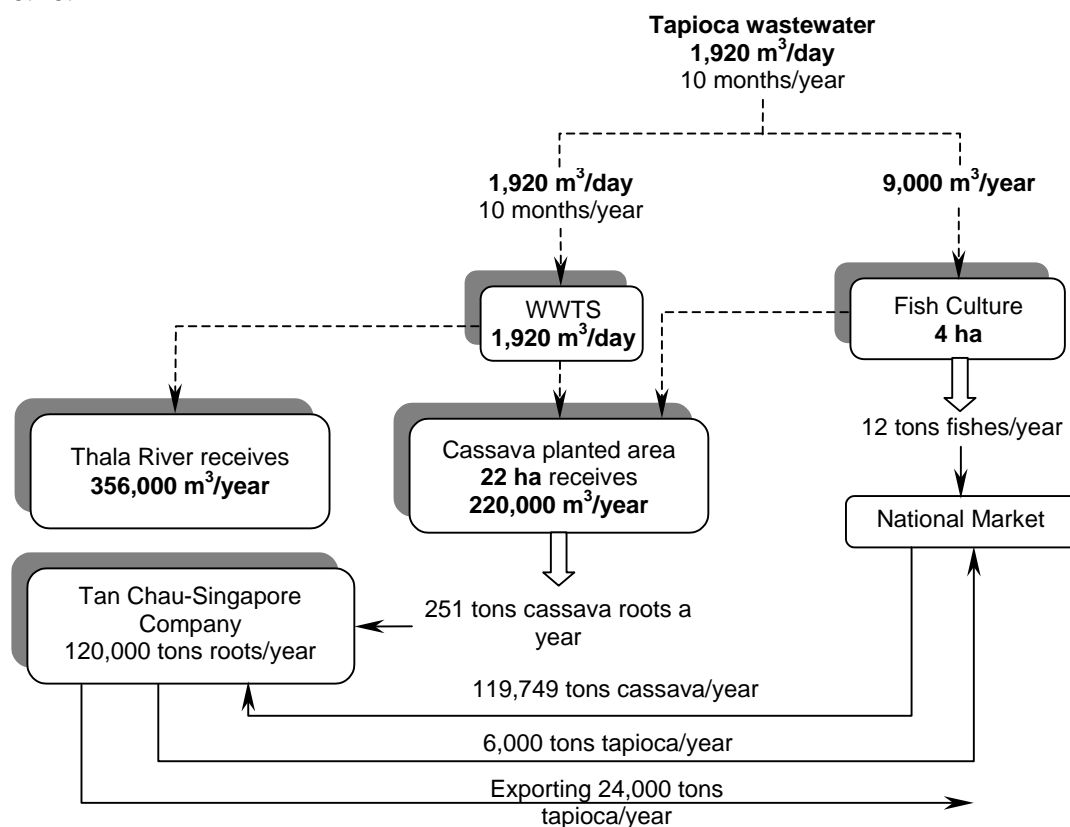 Tapioca wastewater
1,920 m³/day
10 months/year
1,920 m³/day
10 months/year
9,000 m³/year
WWTS
1,920 m³/day
Fish Culture
4 ha
Thala River receives
356,000 m³/year
Cassava planted area
22 ha receives
220,000 m³/year
12 tons fishes/year
National Market
Tan Chau-Singapore
Company
120,000 tons roots/year
251 tons cassava roots a
year
119,749 tons cassava/year
6,000 tons tapioca/year
Exporting 24,000 tons
tapioca/year